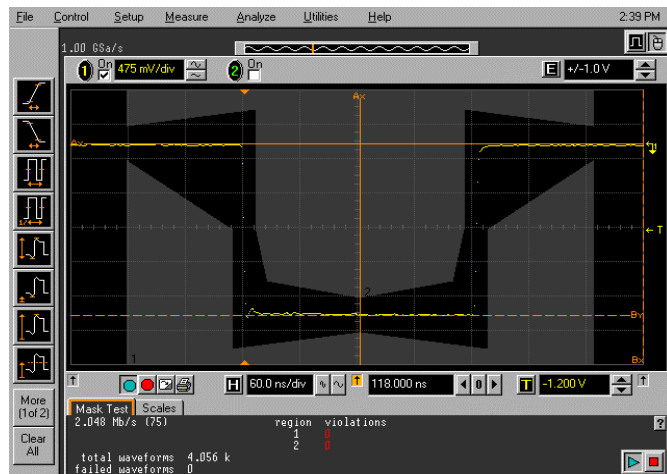 File Control Setup Measure Analyze Utilities Help 2:39 PM
1.00 GSa/s
1 On 475 mV/div 2 On E +/-1.0 V
Ax
Ax
T
2
By
1
Bx
H 60.0 ns/div 118.000 ns 0 T -1.200 V
More
(1 of 2)
Clear
All
Mask Test Scales
2.048 Mb/s (75) region violations ?
1 0
2 0
total waveforms 4.056 k
failed waveforms 0